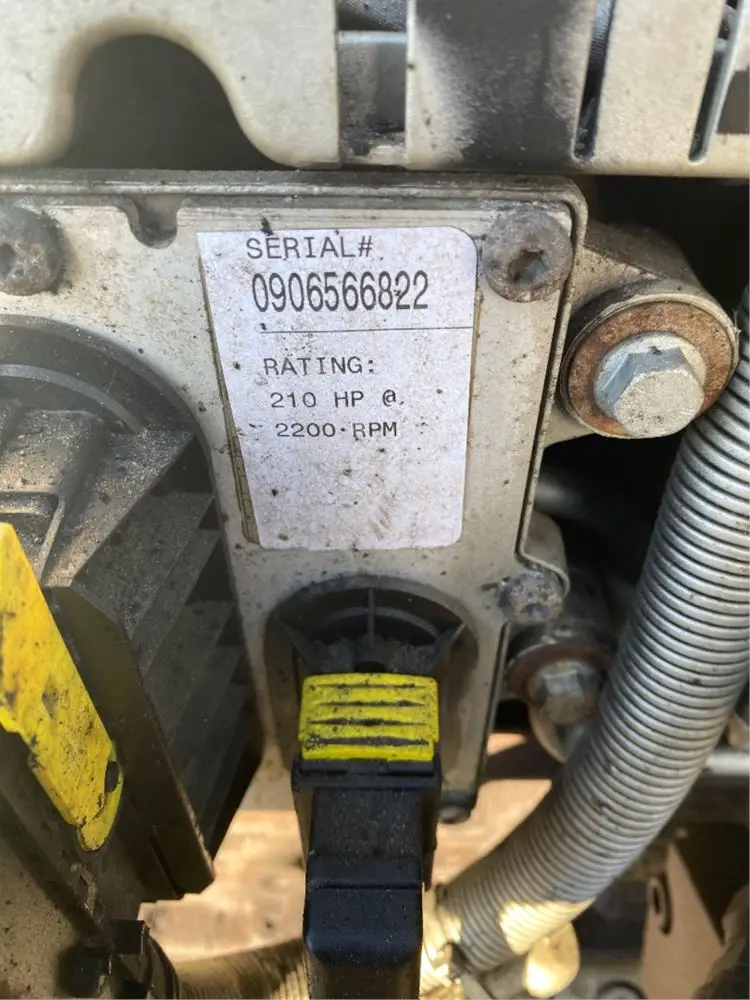 SERIAL#
0906566822
RATING:
210 HP @
2200 RPM